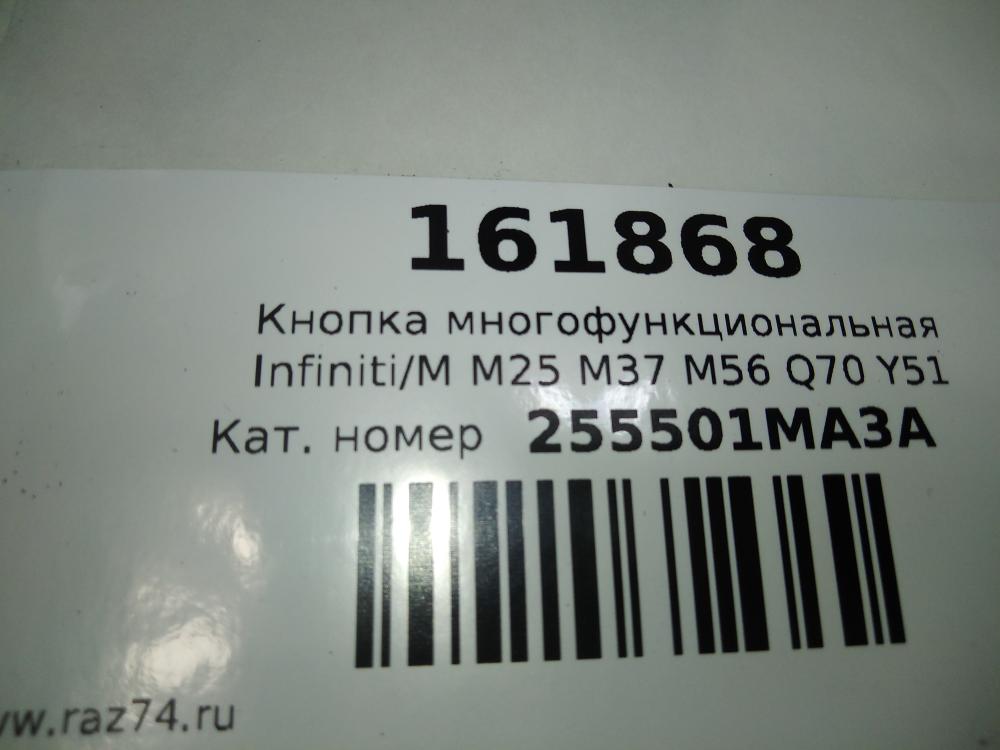 161868
Кнопка многофункциональная
Infiniti/M M25 M37 M56 Q70 Y51
Кат. номер 255501MA3A
w.raz74.ru